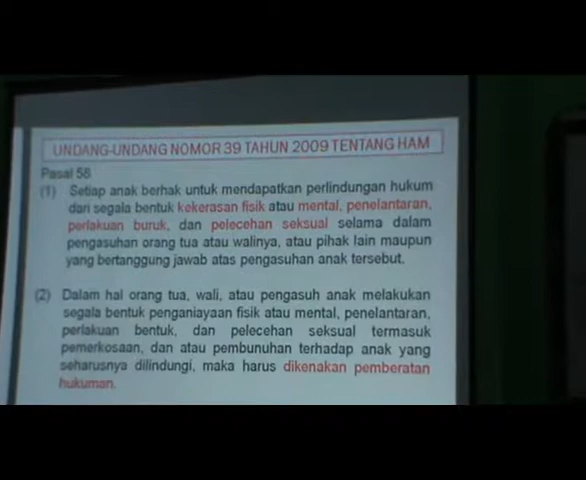 UNDANG-UNDANG NOMOR 39 TAHUN 2009 TENTANG HAM
Pasal 58
(1) Setiap anak berhak untuk mendapatkan perlindungan hukum
dari segala bentuk kekerasan fisik atau mental, penelantaran,
perlakuan buruk, dan pelecehan seksual selama dalam
pengasuhan orang tua atau walinya, atau pihak lain maupun
yang bertanggung jawab atas pengasuhan anak tersebut.
(2) Dalam hal orang tua, wali, atau pengasuh anak melakukan
segala bentuk penganiayaan fisik atau mental, penelantaran,
perlakuan bentuk, dan pelecehan seksual termasuk
pemerkosaan, dan atau pembunuhan terhadap anak yang
seharusnya dilindungi, maka harus dikenakan pemberatan
hukuman.